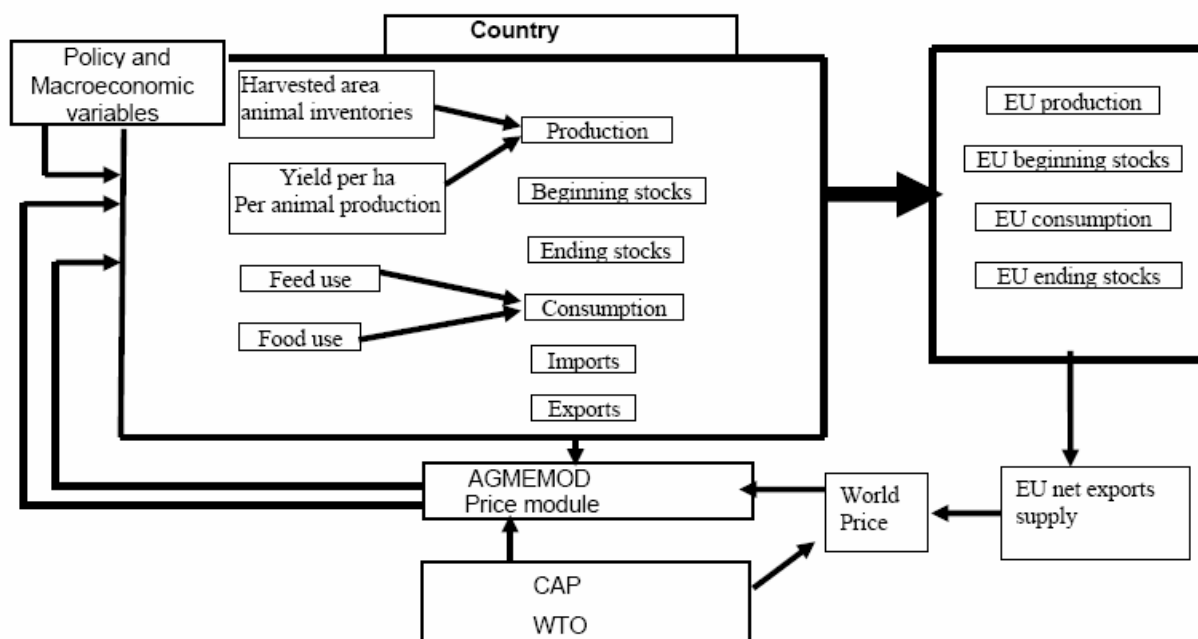 Country
Policy and
Macroeconomic
variables
Harvested area
animal inventories
Production
Yield per ha
Per animal production
Beginning stocks
Ending stocks
Feed use
Consumption
Food use
Imports
Exports
EU production
EU beginning stocks
EU consumption
EU ending stocks
AGMEMOD
Price module
World
Price
EU net exports
supply
CAP
WTO